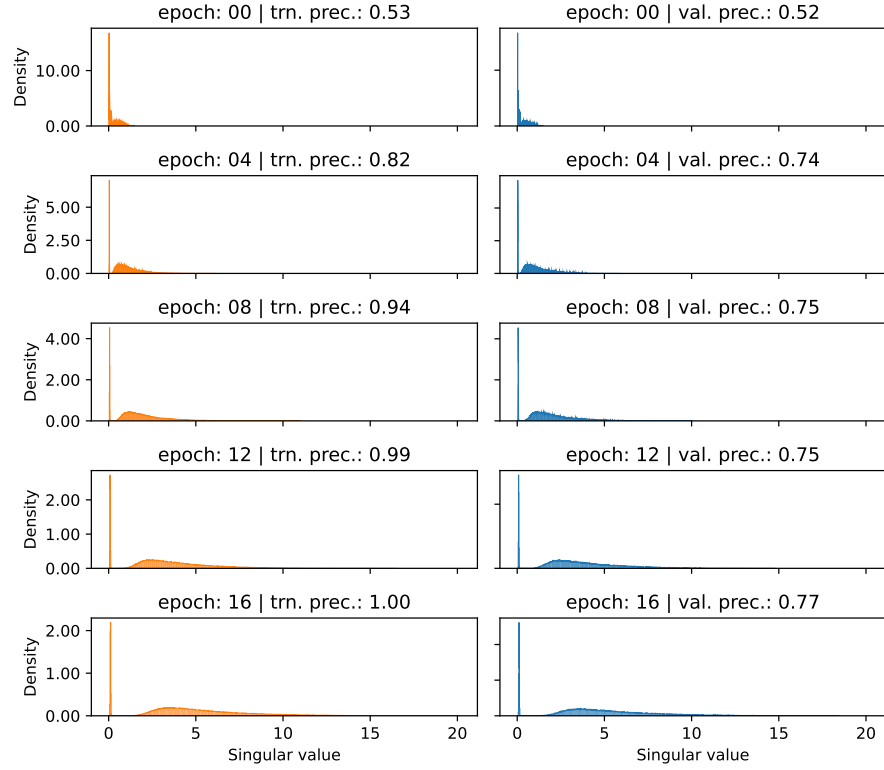 epoch: 00 | trn. prec.: 0.53
epoch: 00 | val. prec.: 0.52
Density
10.00
0.00
epoch: 04 | trn. prec.: 0.82
epoch: 04 | val. prec.: 0.74
Density
5.00
2.50
0.00
epoch: 08 | trn. prec.: 0.94
epoch: 08 | val. prec.: 0.75
Density
4.00
2.00
0.00
epoch: 12 | trn. prec.: 0.99
epoch: 12 | val. prec.: 0.75
Density
2.00
1.00
0.00
epoch: 16 | trn. prec.: 1.00
epoch: 16 | val. prec.: 0.77
Density
2.00
1.00
0.00
0 5 10 15 20
0 5 10 15 20
Singular value
Singular value